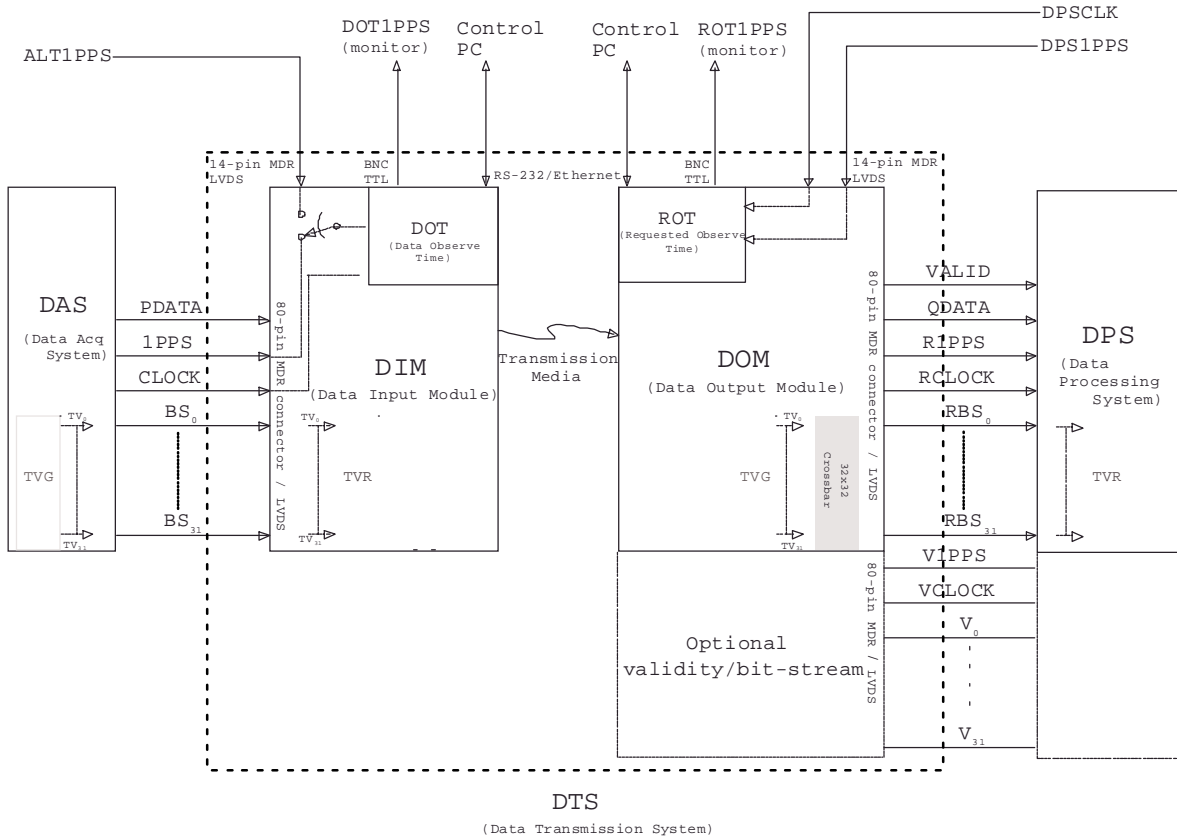 DOT1PPS
(monitor)
Control
PC
Control
PC
ROT1PPS
(monitor)
DPSCLK
DPS1PPS
ALT1PPS
14-pin MDR
LVDS
BNC
TTL
RS-232/Ethernet
BNC
TTL
14-pin MDR
LVDS
DOT
(Data Observe
Time)
ROT
(Requested Observe
Time)
DAS
(Data Acq
System)
PDATA
1PPS
CLOCK
BS0
BS31
TV0
TVG
TV31
80-pin MDR connector / LVDS
DIM
(Data Input Module)
TV0
TVR
TV31
Transmission
Media
DOM
(Data Output Module)
TV0
TVG
TV31
32x32
Crossbar
80-pin MDR connector / LVDS
VALID
QDATA
R1PPS
RCLOCK
RBS0
RBS31
DPS
(Data
Processing
System)
TVR
V1PPS
VCLOCK
V0
V31
80-pin MDR / LVDS
Optional
validity/bit-stream
DTS
(Data Transmission System)